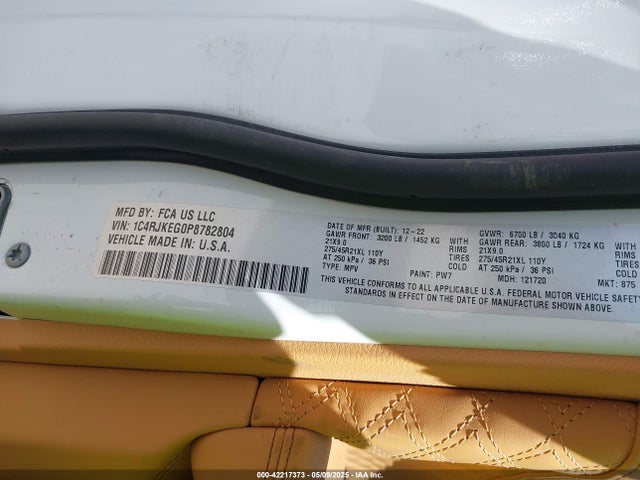 MFD BY: FCA US LLC
VIN: 1C4RJKEG0P8782804
VEHICLE MADE IN: U.S.A.
DATE OF MFR (BUILT): 12-22 GVWR: 6700 LB / 3040 KG
GAWR FRONT: 3200 LB / 1452 KG WITH GAWR REAR: 3800 LB / 1724 KG WITH
21X9.0 RIMS 21X9.0 RIMS
275/45R21XL 110Y TIRES 275/45R21XL 110Y TIRES
AT 250 kPa / 36 PSI COLD AT 250 kPa / 36 PSI COLD
TYPE: MPV PAINT: PW7 MDH: 121720 MKT: 875
THIS VEHICLE CONFORMS TO ALL APPLICABLE U.S.A. FEDERAL MOTOR VEHICLE SAFETY
STANDARDS IN EFFECT ON THE DATE OF MANUFACTURE SHOWN ABOVE.
000-42217373 - 05/09/2025 - IAA Inc.